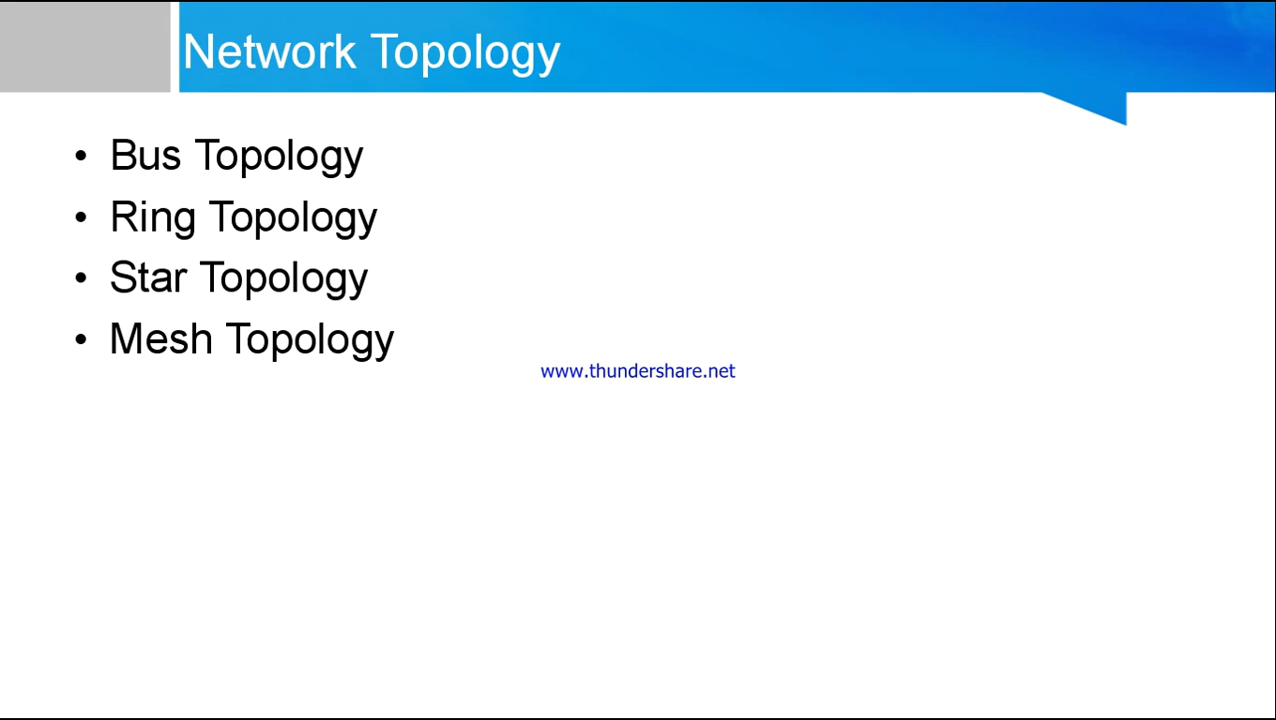 Network Topology
• Bus Topology
• Ring Topology
• Star Topology
• Mesh Topology
www.thundershare.net